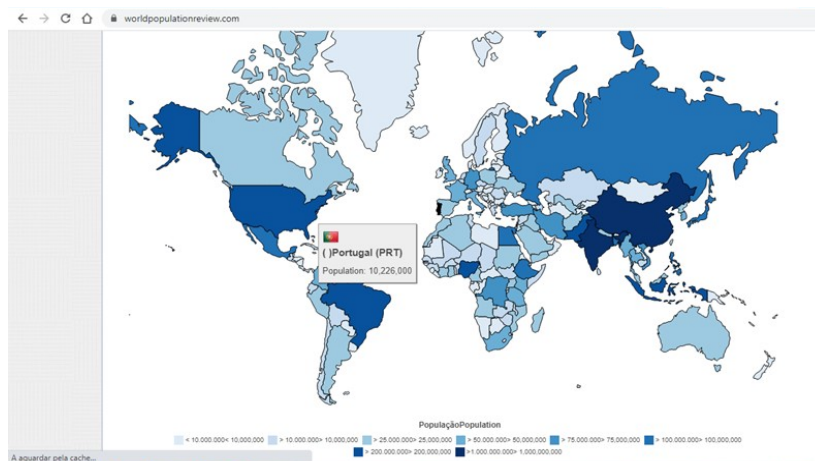 worldpopulationreview.com
( )Portugal (PRT)
Population: 10,226,000
PopulaçãoPopulation
< 10.000.000< 10,000,000 > 10.000.000> 10,000,000 > 25.000.000> 25,000,000 > 50.000.000> 50,000,000 > 75.000.000> 75,000,000 > 100.000.000> 100,000,000
> 200.000.000> 200,000,000 >1.000.000.000> 1,000,000,000
A aguardar pela cache...